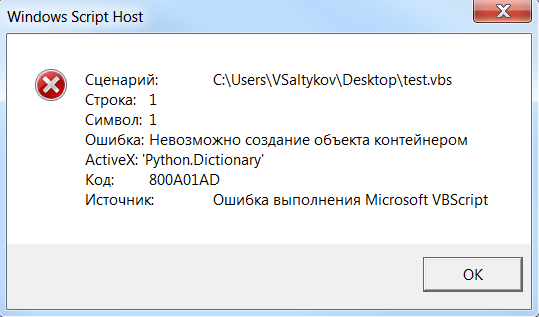 Windows Script Host
Сценарий: C:\Users\VSaltykov\Desktop\test.vbs
Строка: 1
Символ: 1
Ошибка: Невозможно создание объекта контейнером
ActiveX: 'Python.Dictionary'
Код: 800A01AD
Источник: Ошибка выполнения Microsoft VBScript
OK